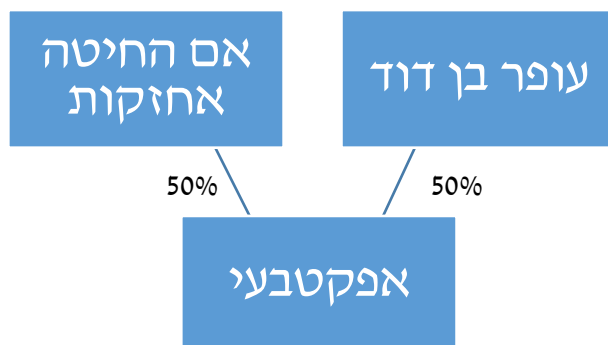 עופר בן דוד
אם החיטה
אחזקות
50%
50%
אפקטבעי